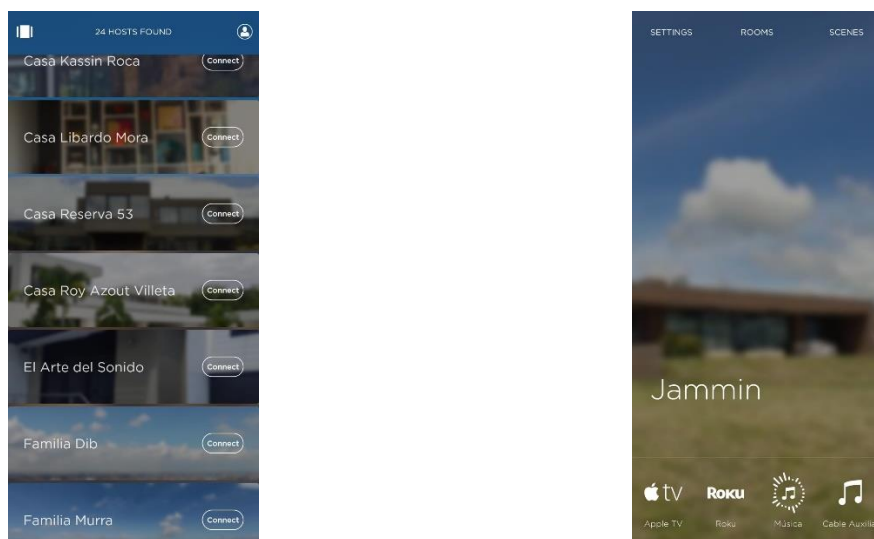 24 HOSTS FOUND
Casa Kassin Roca
Connect
Casa Libardo Mora
Connect
Casa Reserva 53
Connect
Casa Roy Azout Villeta
Connect
El Arte del Sonido
Connect
Familia Dib
Connect
Familia Murra
Connect
SETTINGS ROOMS SCENES
Jammin
tv ROKU
Apple TV Roku Música Cable Auxilia